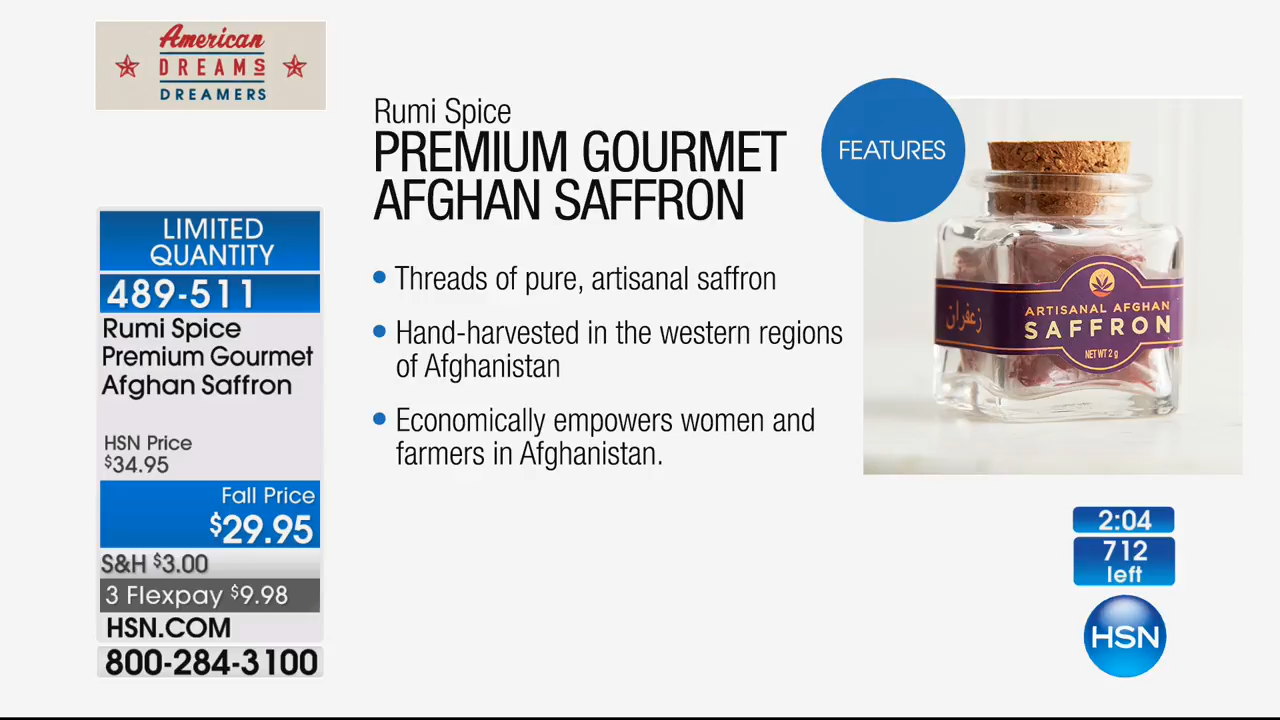 American
DREAMS
DREAMERS
Rumi Spice
PREMIUM GOURMET
AFGHAN SAFFRON
FEATURES
• Threads of pure, artisanal saffron
• Hand-harvested in the western regions
of Afghanistan
• Economically empowers women and
farmers in Afghanistan.
زعفران
ARTISANAL AFGHAN
SAFFRON
NET WT 2 g
LIMITED
QUANTITY
489-511
Rumi Spice
Premium Gourmet
Afghan Saffron
HSN Price
$34.95
Fall Price
$29.95
S&H $3.00
3 Flexpay $9.98
HSN.COM
800-284-3100
2:04
712
left
HSN